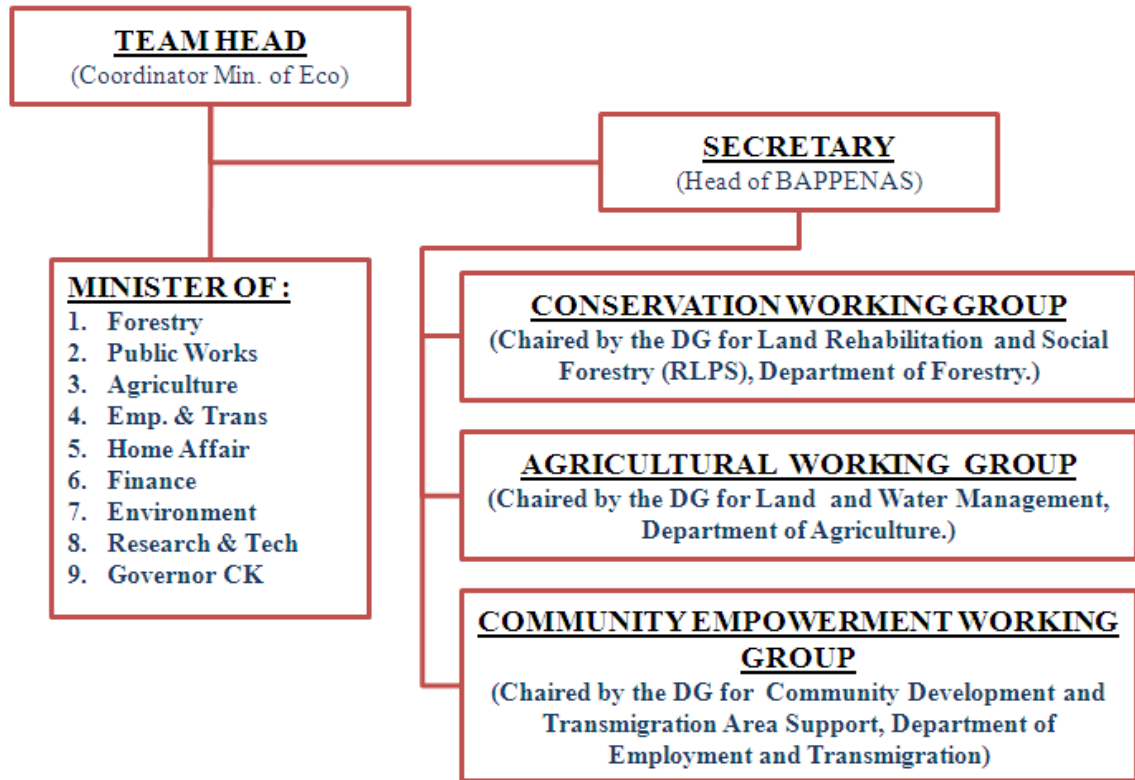 TEAM HEAD
(Coordinator Min. of Eco)
SECRETARY
(Head of BAPPENAS)
MINISTER OF :
1. Forestry
2. Public Works
3. Agriculture
4. Emp. & Trans
5. Home Affair
6. Finance
7. Environment
8. Research & Tech
9. Governor CK
CONSERVATION WORKING GROUP
(Chaired by the DG for Land Rehabilitation and Social
Forestry (RLPS), Department of Forestry.)
AGRICULTURAL WORKING GROUP
(Chaired by the DG for Land and Water Management,
Department of Agriculture.)
COMMUNITY EMPOWERMENT WORKING
GROUP
(Chaired by the DG for Community Development and
Transmigration Area Support, Department of
Employment and Transmigration)